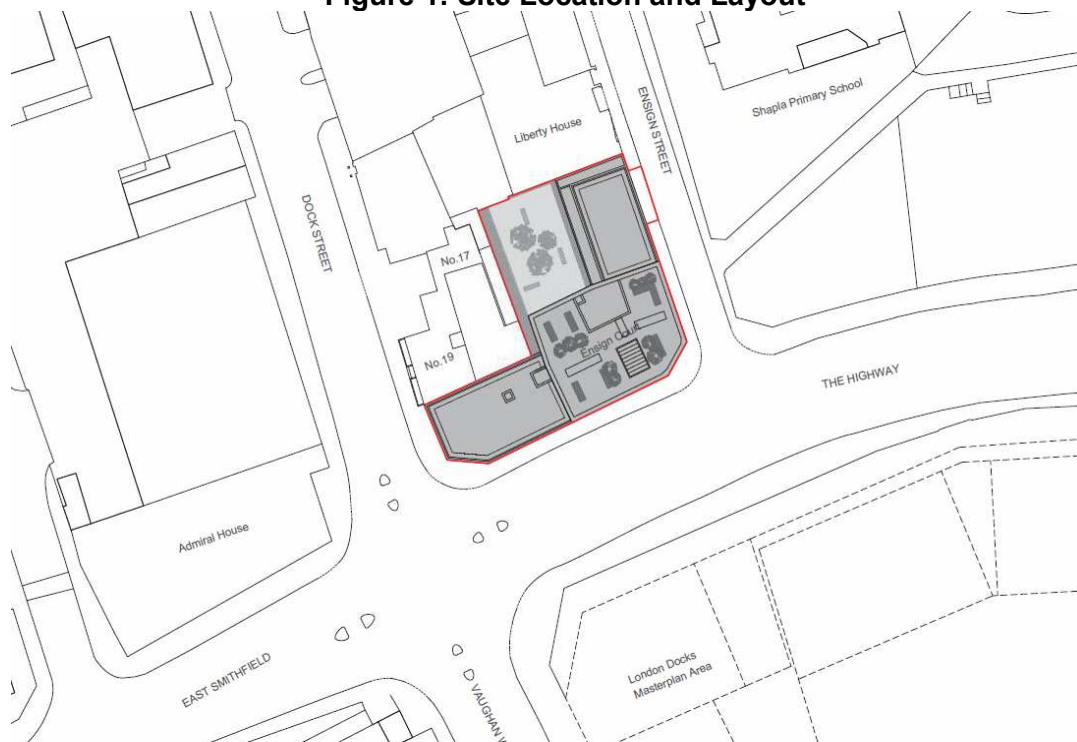 Figure 1: Site Location and Layout
Shapla Primary School
ENSIGN STREET
Liberty House
DOCK STREET
No.17
Ensign Court
No.19
THE HIGHWAY
Admiral House
London Docks
Masterplan Area
EAST SMITHFIELD
VAUGHAN